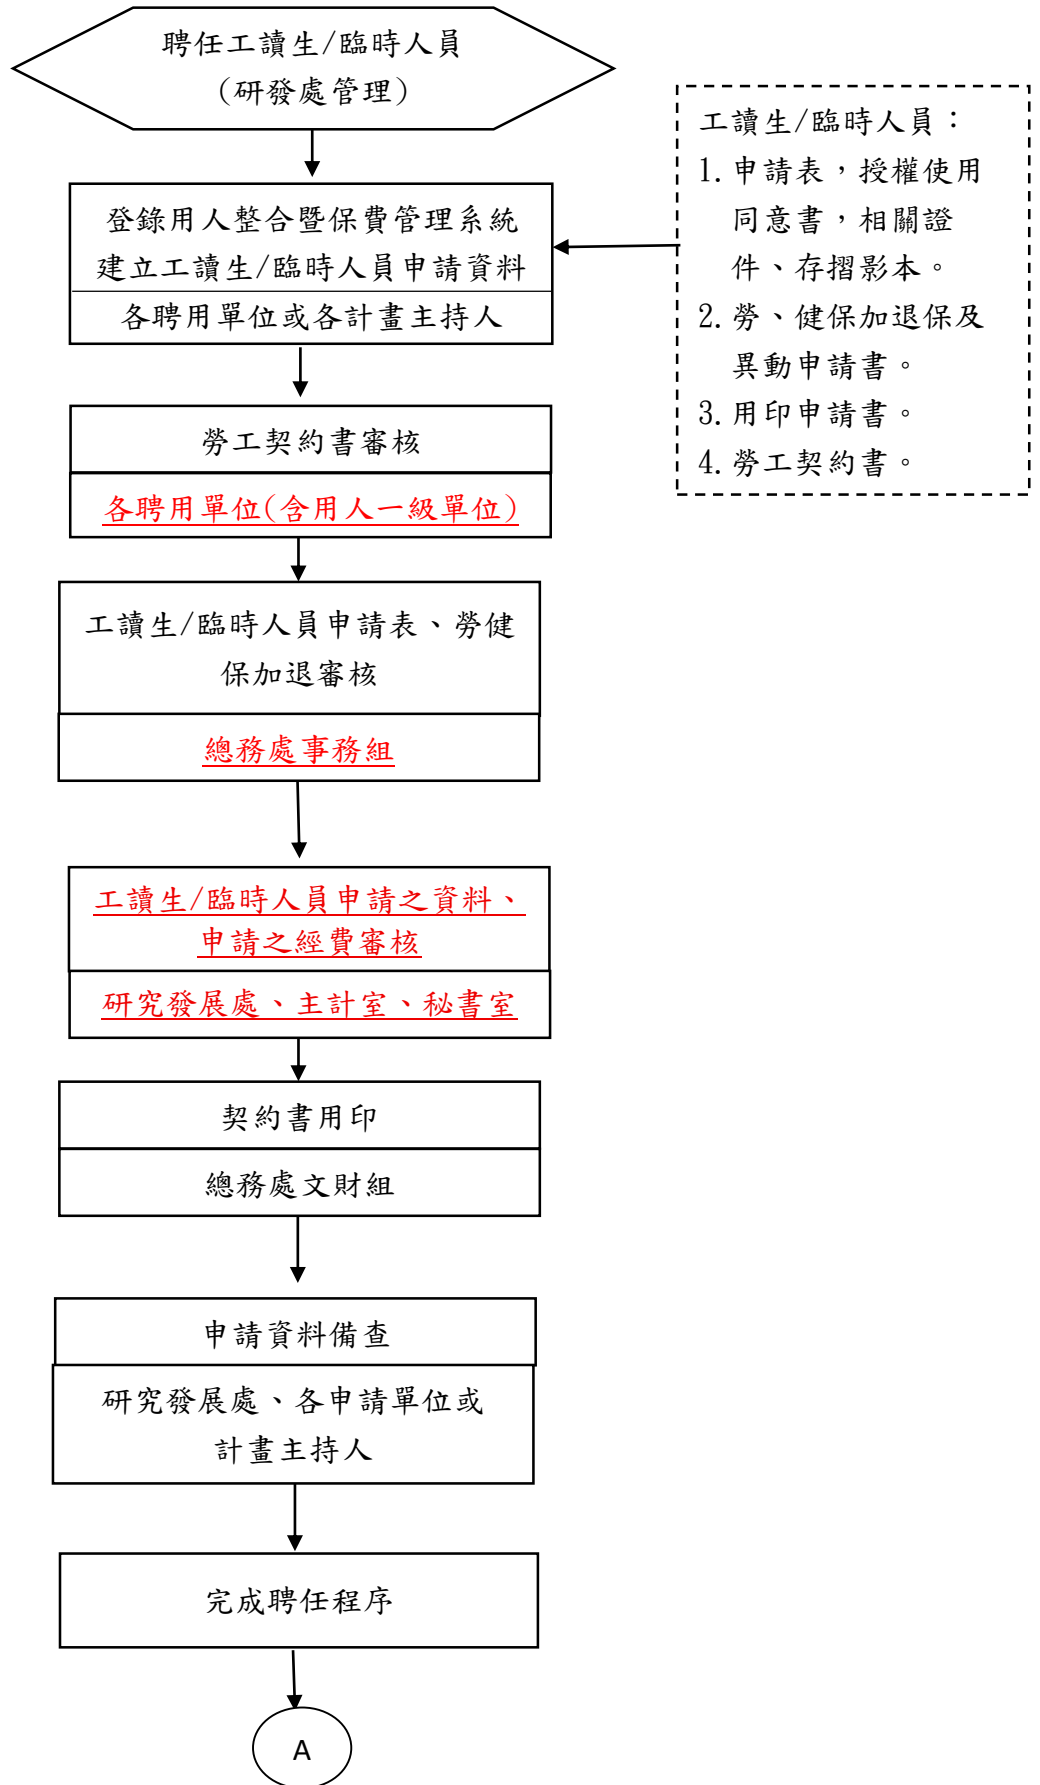 聘任工讀生/臨時人員
(研發處管理)
登錄用人整合暨保費管理系統
建立工讀生/臨時人員申請資料
各聘用單位或各計畫主持人
工讀生/臨時人員：
1.申請表，授權使用
同意書，相關證
件、存摺影本。
2.勞、健保加退保及
異動申請書。
3.用印申請書。
4.勞工契約書。
勞工契約書審核
各聘用單位(含用人一級單位)
工讀生/臨時人員申請表、勞健
保加退審核
總務處事務組
工讀生/臨時人員申請之資料、
申請之經費審核
研究發展處、主計室、秘書室
契約書用印
總務處文財組
申請資料備查
研究發展處、各申請單位或
計畫主持人
完成聘任程序
A